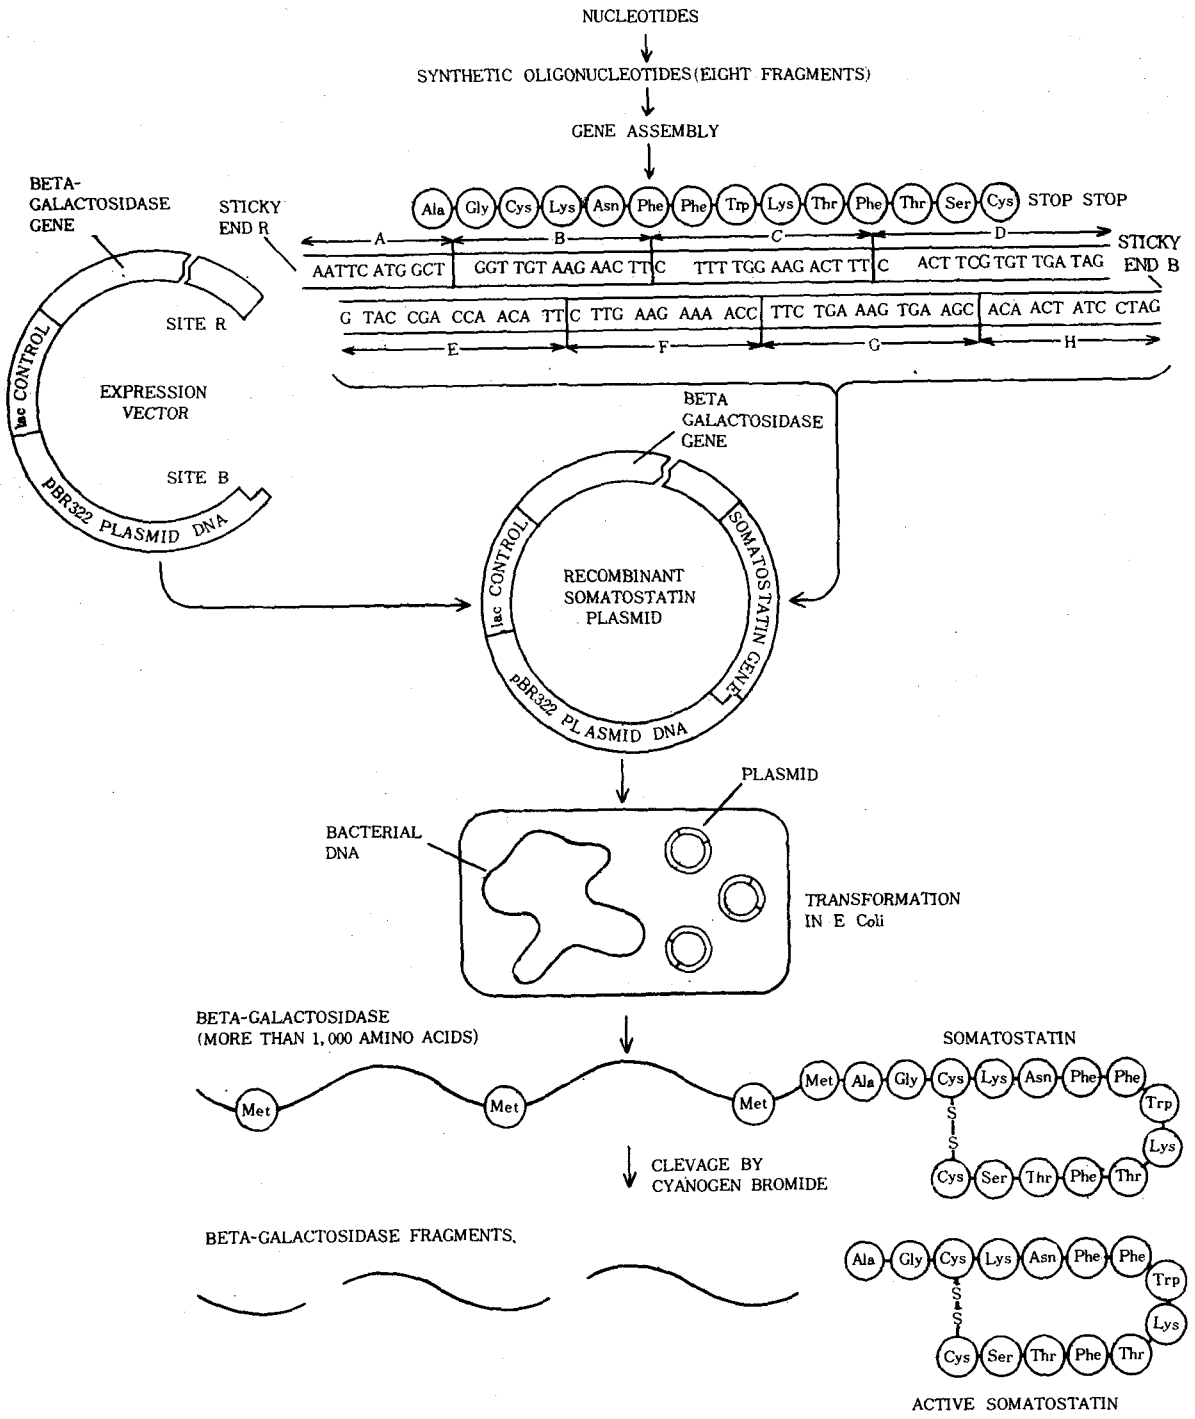 NUCLEOTIDES
SYNTHETIC OLIGONUCLEOTIDES(EIGHT FRAGMENTS)
GENE ASSEMBLY
BETA-
GALACTOSIDASE
GENE
STICKY
END R
Ala Gly Cys Lys Asn Phe Phe Trp Lys Thr Phe Thr Ser Cys STOP STOP
A B C D
STICKY
END B
AATTC ATG GCT GGT TGT AAG AAC TT C TTT TGG AAG ACT TT C ACT TCG TGT TGA TAG
G TAC CGA CCA ACA TT C TTG AAG AAA ACC TTC TGA AAG TGA AGC ACA ACT ATC CTAG
E F G H
SITE R
lac CONTROL
EXPRESSION
VECTOR
SITE B
pBR322 PLASMID DNA
BETA
GALACTOSIDASE
GENE
lac CONTROL
SOMATOSTATIN GENE
RECOMBINANT
SOMATOSTATIN
PLASMID
pBR322 PLASMID DNA
PLASMID
BACTERIAL
DNA
TRANSFORMATION
IN E Coli
BETA-GALACTOSIDASE
(MORE THAN 1,000 AMINO ACIDS)
SOMATOSTATIN
Met Met Met Met Ala Gly Cys Lys Asn Phe Phe
Trp
S
S
Lys
Cys Ser Thr Phe Thr
CLEVAGE BY
CYANOGEN BROMIDE
BETA-GALACTOSIDASE FRAGMENTS.
Ala Gly Cys Lys Asn Phe Phe
Trp
S
S
Lys
Cys Ser Thr Phe Thr
ACTIVE SOMATOSTATIN